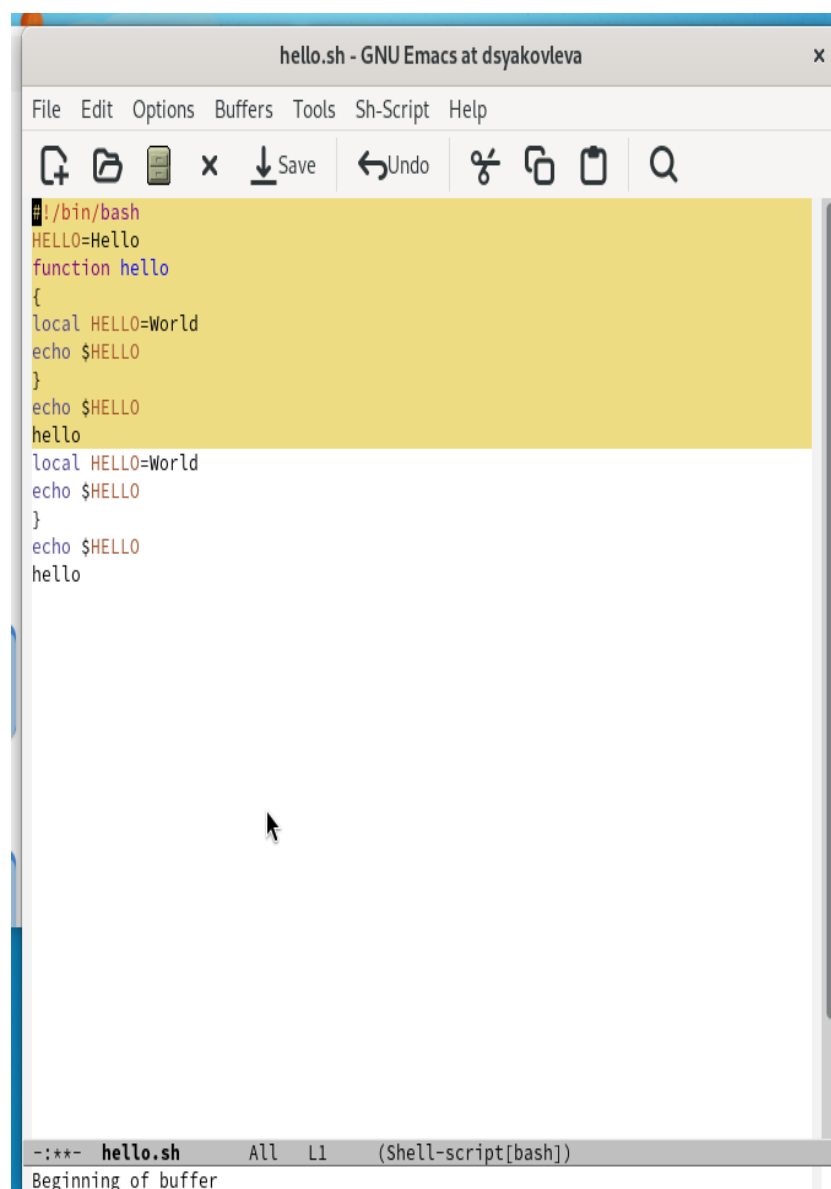 hello.sh - GNU Emacs at dsyakovleva ×
File Edit Options Buffers Tools Sh-Script Help
Save Undo
#!/bin/bash
HELLO=Hello
function hello
{
local HELLO=World
echo $HELLO
}
echo $HELLO
hello
local HELLO=World
echo $HELLO
}
echo $HELLO
hello
-:**- hello.sh All L1 (Shell-script[bash])
Beginning of buffer